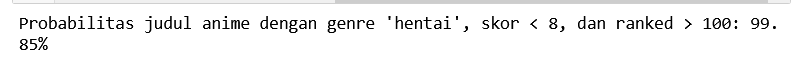 Probabilitas judul anime dengan genre 'hentai', skor < 8, dan ranked > 100: 99.
85%